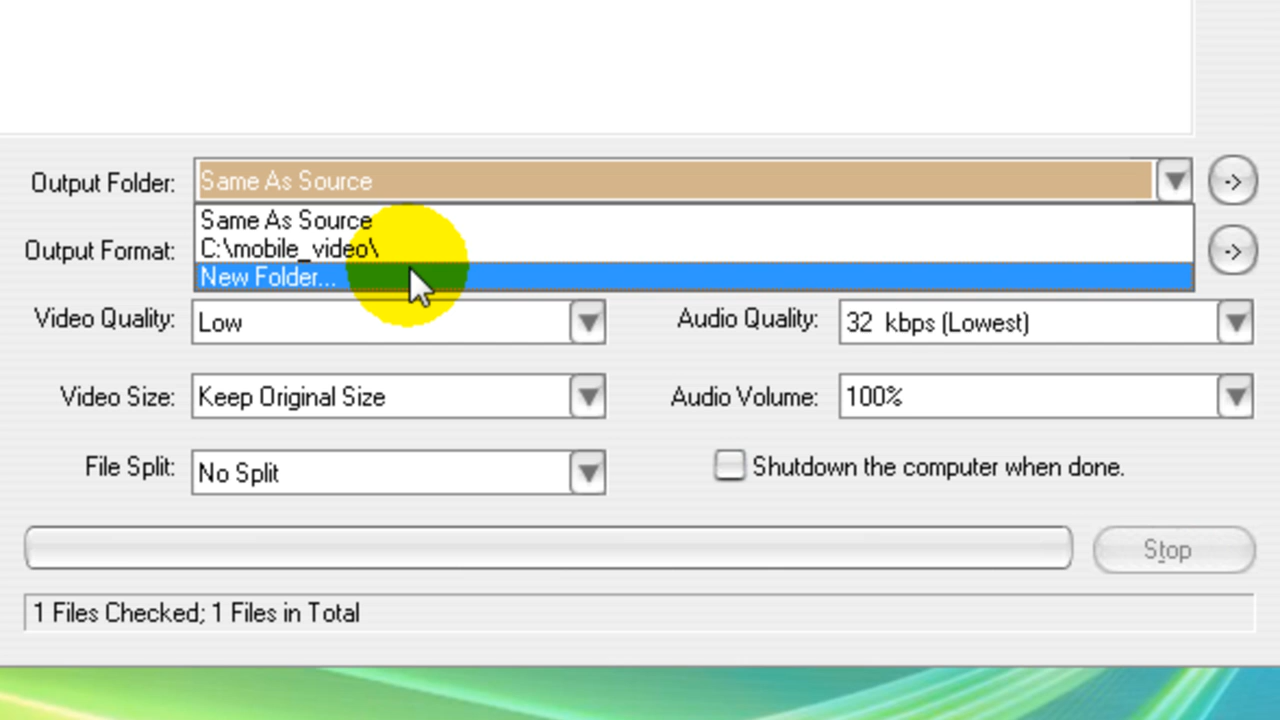 Output Folder: Same As Source ->
Same As Source
Output Format: C:\mobile_video\ ->
New Folder...
Video Quality: Low Audio Quality: 32 kbps (Lowest)
Video Size: Keep Original Size Audio Volume: 100%
File Split: No Split Shutdown the computer when done.
Stop
1 Files Checked; 1 Files in Total